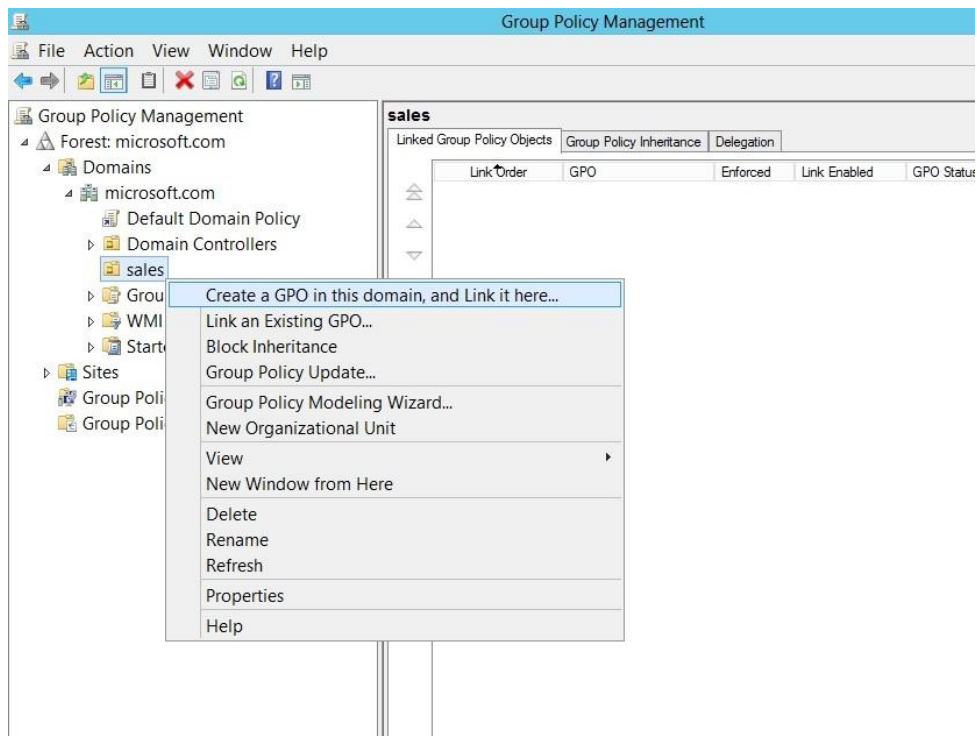 Group Policy Management
File Action View Window Help
Group Policy Management
Forest: microsoft.com
Domains
microsoft.com
Default Domain Policy
Domain Controllers
sales
Grou
WMI
Starte
Sites
Group Poli
Group Poli
sales
Linked Group Policy Objects Group Policy Inheritance Delegation
Link Order GPO Enforced Link Enabled GPO Status
Create a GPO in this domain, and Link it here...
Link an Existing GPO...
Block Inheritance
Group Policy Update...
Group Policy Modeling Wizard...
New Organizational Unit
View
New Window from Here
Delete
Rename
Refresh
Properties
Help